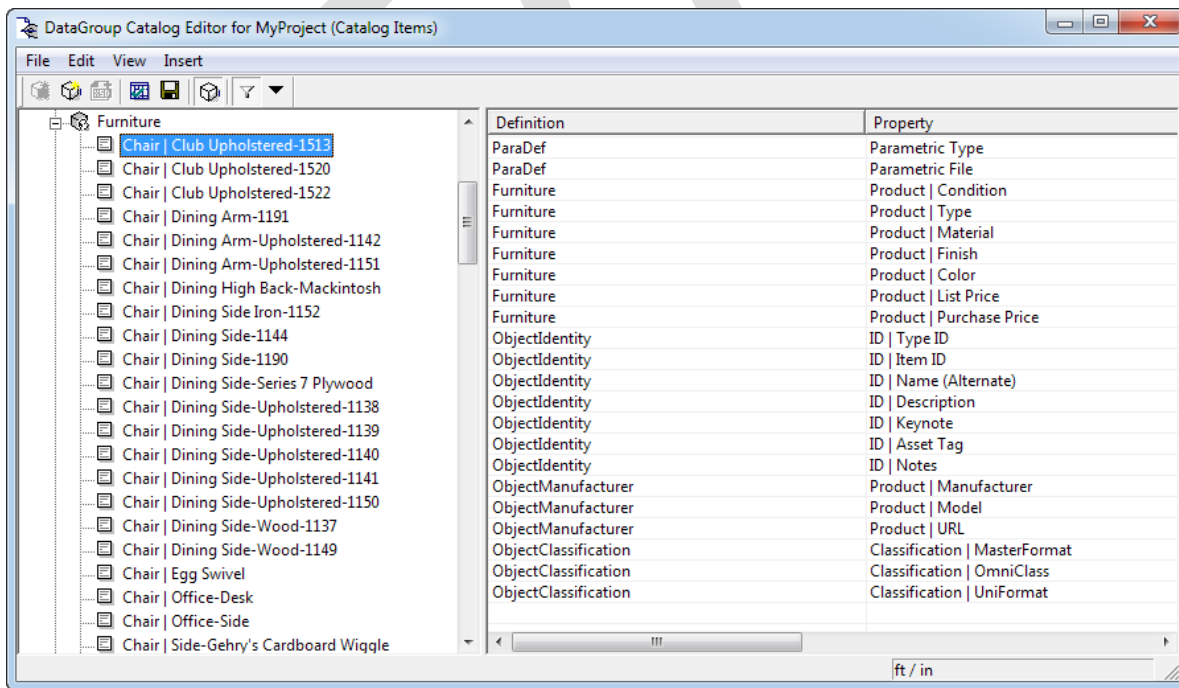 DataGroup Catalog Editor for MyProject (Catalog Items)
File Edit View Insert
Furniture
Chair | Club Upholstered-1513
Chair | Club Upholstered-1520
Chair | Club Upholstered-1522
Chair | Dining Arm-1191
Chair | Dining Arm-Upholstered-1142
Chair | Dining Arm-Upholstered-1151
Chair | Dining High Back-Mackintosh
Chair | Dining Side Iron-1152
Chair | Dining Side-1144
Chair | Dining Side-1190
Chair | Dining Side-Series 7 Plywood
Chair | Dining Side-Upholstered-1138
Chair | Dining Side-Upholstered-1139
Chair | Dining Side-Upholstered-1140
Chair | Dining Side-Upholstered-1141
Chair | Dining Side-Upholstered-1150
Chair | Dining Side-Wood-1137
Chair | Dining Side-Wood-1149
Chair | Egg Swivel
Chair | Office-Desk
Chair | Office-Side
Chair | Side-Gehry's Cardboard Wiggle
Definition Property
ParaDef Parametric Type
ParaDef Parametric File
Furniture Product | Condition
Furniture Product | Type
Furniture Product | Material
Furniture Product | Finish
Furniture Product | Color
Furniture Product | List Price
Furniture Product | Purchase Price
ObjectIdentity ID | Type ID
ObjectIdentity ID | Item ID
ObjectIdentity ID | Name (Alternate)
ObjectIdentity ID | Description
ObjectIdentity ID | Keynote
ObjectIdentity ID | Asset Tag
ObjectIdentity ID | Notes
ObjectManufacturer Product | Manufacturer
ObjectManufacturer Product | Model
ObjectManufacturer Product | URL
ObjectClassification Classification | MasterFormat
ObjectClassification Classification | OmniClass
ObjectClassification Classification | UniFormat
ft / in